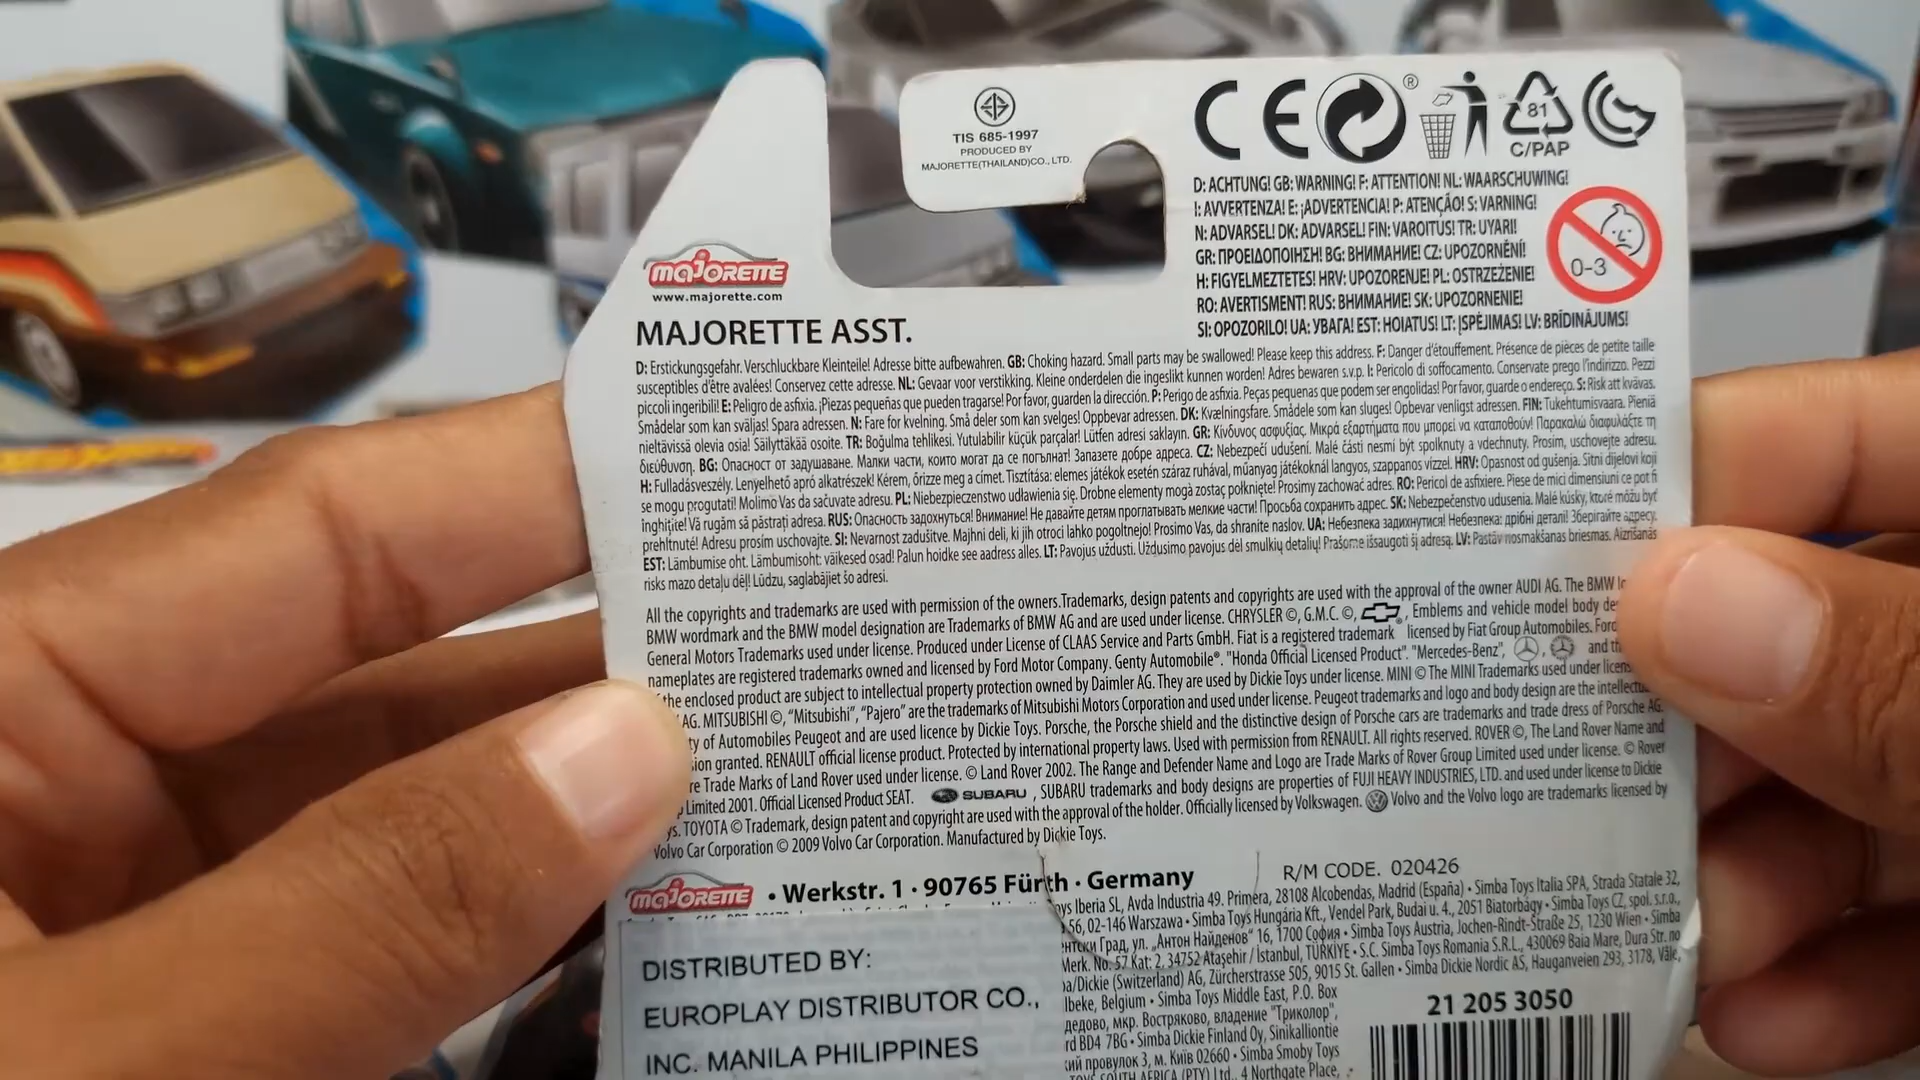 TIS 685-1997
PRODUCED BY
MAJORETTE(THAILAND)CO., LTD.
CE
®
81
C/PAP
D: ACHTUNG! GB: WARNING! F: ATTENTION! NL: WAARSCHUWING!
I: AVVERTENZA! E: ¡ADVERTENCIA! P: ATENÇÃO! S: VARNING!
N: ADVARSEL! DK: ADVARSEL! FIN: VAROITUS! TR: UYARI!
GR: ΠΡΟΕΙΔΟΠΟΙΗΣΗ! BG: ВНИМАНИЕ! CZ: UPOZORNĚNÍ!
H: FIGYELMEZTETES! HRV: UPOZORENJE! PL: OSTRZEŻENIE!
RO: AVERTISMENT! RUS: ВНИМАНИЕ! SK: UPOZORNENIE!
SI: OPOZORILO! UA: УВАГА! EST: HOIATUS! LT: ĮSPĖJIMAS! LV: BRĪDINĀJUMS!
0-3
MAJORETTE
www.majorette.com
MAJORETTE ASST.
D: Erstickungsgefahr. Verschluckbare Kleinteile! Adresse bitte aufbewahren. GB: Choking hazard. Small parts may be swallowed! Please keep this address. F: Danger d'étouffement. Présence de pièces de petite taille
susceptibles d'être avalées! Conservez cette adresse. NL: Gevaar voor verstikking. Kleine onderdelen die ingeslikt kunnen worden! Adres bewaren s.v.p. I: Pericolo di soffocamento. Conservate prego l'indirizzo. Pezzi
piccoli ingeribili! E: Peligro de asfixia. ¡Piezas pequeñas que pueden tragarse! Por favor, guarden la dirección. P: Perigo de asfixia. Peças pequenas que podem ser engolidas! Por favor, guarde o endereço. S: Risk att kvävas.
Smådelar som kan sväljas! Spara adressen. N: Fare for kvelning. Små deler som kan svelges! Oppbevar adressen. DK: Kvælningsfare. Smådele som kan sluges! Opbevar venligst adressen. FIN: Tukehtumisvaara. Pieniä
nieltävissä olevia osia! Säilyttäkää osoite. TR: Boğulma tehlikesi. Yutulabilir küçük parçalar! Lütfen adresi saklayın. GR: Κίνδυνος ασφυξίας. Μικρά εξαρτήματα που μπορεί να καταποθούν! Παρακαλώ διαφυλάξτε τη
διεύθυνση. BG: Опасност от задушаване. Малки части, които могат да се погълнат! Запазете добре адреса. CZ: Nebezpečí udušení. Malé části nesmí být spolknuty a vdechnuty. Prosím, uschovejte adresu.
H: Fulladásveszély. Lenyelhető apró alkatrészek! Kérem, őrizze meg a címet. Tisztítása: elemes játékok esetén száraz ruhával, műanyag játékoknál langyos, szappanos vízzel. HRV: Opasnost od gušenja. Sitni dijelovi koji
se mogu progutati! Molimo Vas da sačuvate adresu. PL: Niebezpieczenstwo udławienia się. Drobne elementy mogą zostać połknięte! Prosimy zachować adres. RO: Pericol de asfixiere. Piese de mici dimensiuni ce pot fi
înghițite! Vă rugăm să păstrați adresa. RUS: Опасность задохнуться! Внимание! Не давайте детям проглатывать мелкие части! Просьба сохранить адрес. SK: Nebezpečenstvo udusenia. Malé kúsky, ktoré môžu byť
prehltnuté! Adresu prosím uschovajte. SI: Nevarnost zadušitve. Majhni deli, ki jih otroci lahko pogoltnejo! Prosimo Vas, da shranite naslov. UA: Небезпека задихнутися! Небезпека: дрібні деталі! Зберігайте адресу.
EST: Lämbumise oht. Lämbumisoht: väikesed osad! Palun hoidke see aadress alles. LT: Pavojus uždusti. Uždusimo pavojus dėl smulkių detalių! Prašome išsaugoti šį adresą. LV: Pastāv nosmakšanas briesmas. Aizrīšanās
risks mazo detaļu dēļ! Lūdzu, saglabājiet šo adresi.
All the copyrights and trademarks are used with permission of the owners.Trademarks, design patents and copyrights are used with the approval of the owner AUDI AG. The BMW
BMW wordmark and the BMW model designation are Trademarks of BMW AG and are used under license. CHRYSLER ©, G.M.C. ©, ®, Emblems and vehicle model body
General Motors Trademarks used under license. Produced under License of CLAAS Service and Parts GmbH. Fiat is a registered trademark licensed by Fiat Group Automobiles. Ford
nameplates are registered trademarks owned and licensed by Ford Motor Company. Genty Automobile®. "Honda Official Licensed Product". "Mercedes-Benz", , and
the enclosed product are subject to intellectual property protection owned by Daimler AG. They are used by Dickie Toys under license. MINI © The MINI Trademarks used under
AG. MITSUBISHI ©, "Mitsubishi", "Pajero" are the trademarks of Mitsubishi Motors Corporation and used under license. Peugeot trademarks and logo and body design are the
of Automobiles Peugeot and are used licence by Dickie Toys. Porsche, the Porsche shield and the distinctive design of Porsche cars are trademarks and trade dress of Porsche AG.
granted. RENAULT official license product. Protected by international property laws. Used with permission from RENAULT. All rights reserved. ROVER ©, The Land Rover Name and
are Trade Marks of Land Rover used under license. © Land Rover 2002. The Range and Defender Name and Logo are Trade Marks of Rover Group Limited used under license. © Rover
Limited 2001. Official Licensed Product SEAT. SUBARU , SUBARU trademarks and body designs are properties of FUJI HEAVY INDUSTRIES, LTD. and used under license to Dickie
TOYOTA © Trademark, design patent and copyright are used with the approval of the holder. Officially licensed by Volkswagen. Volvo and the Volvo logo are trademarks licensed by
Volvo Car Corporation © 2009 Volvo Car Corporation. Manufactured by Dickie Toys.
R/M CODE. 020426
MAJORETTE • Werkstr. 1 · 90765 Fürth · Germany
Iberia SL, Avda Industria 49. Primera, 28108 Alcobendas, Madrid (España) • Simba Toys Italia SPA, Strada Statale 32,
56, 02-146 Warszawa • Simba Toys Hungária Kft., Vendel Park, Budai u. 4., 2051 Biatorbágy • Simba Toys CZ, spol. s.r.o.,
Град, ул. „Антон Найденов" 16, 1700 София • Simba Toys Austria, Jochen-Rindt-Straße 25, 1230 Wien • Simba
Merk. No: 57 Kat: 2, 34752 Ataşehir / İstanbul, TÜRKİYE • S.C. Simba Toys Romania S.R.L., 430069 Baia Mare, Dura Str. no
/Dickie (Switzerland) AG, Zürcherstrasse 505, 9015 St. Gallen • Simba Dickie Nordic AS, Hauganveien 293, 3178, Våle,
Belgium • Simba Toys Middle East, P.O. Box
мкр. Востряково, владение "Триколор",
BD4 7BG • Simba Dickie Finland Oy, Sinikalliontie
провулок 3, м. Київ 02660 • Simba Smoby Toys
SOUTH AFRICA (PTY) Ltd., 4 Northgate Place,
DISTRIBUTED BY:
EUROPLAY DISTRIBUTOR CO.,
INC. MANILA PHILIPPINES
21 205 3050